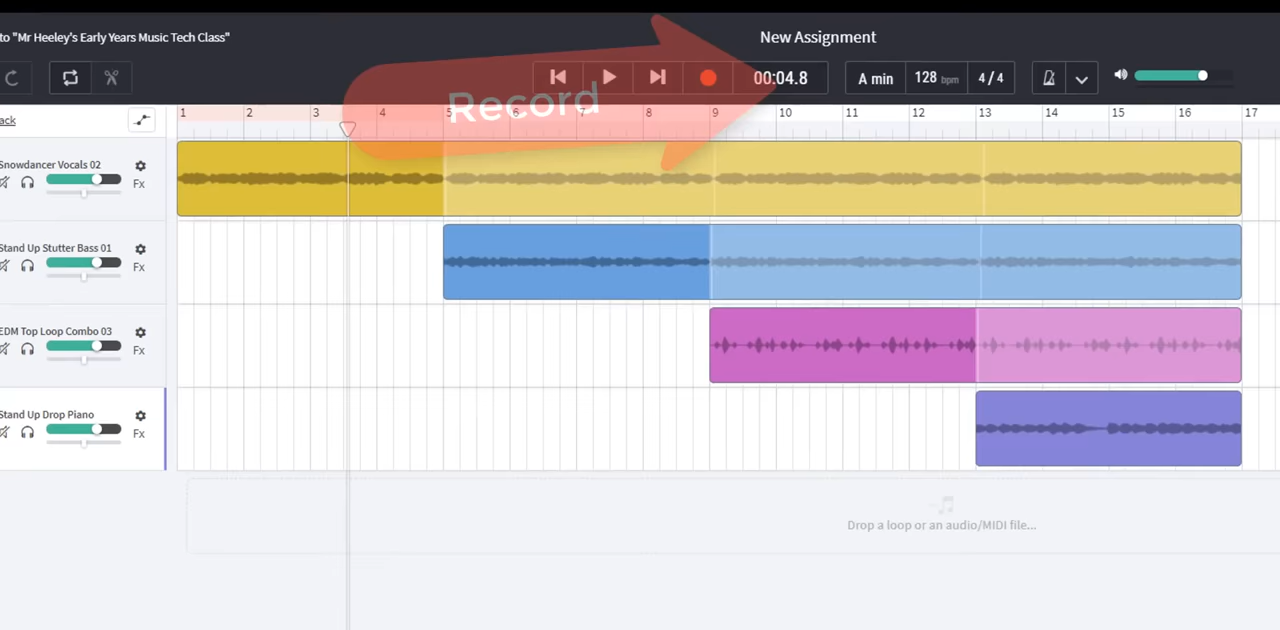 to "Mr Heeley's Early Years Music Tech Class"
New Assignment
Record
00:04.8
A min
128 bpm
4 / 4
ack
1 2 3 4 5 6 7 8 9 10 11 12 13 14 15 16 17
Snowdancer Vocals 02
Fx
Stand Up Stutter Bass 01
Fx
EDM Top Loop Combo 03
Fx
Stand Up Drop Piano
Fx
Drop a loop or an audio/MIDI file...